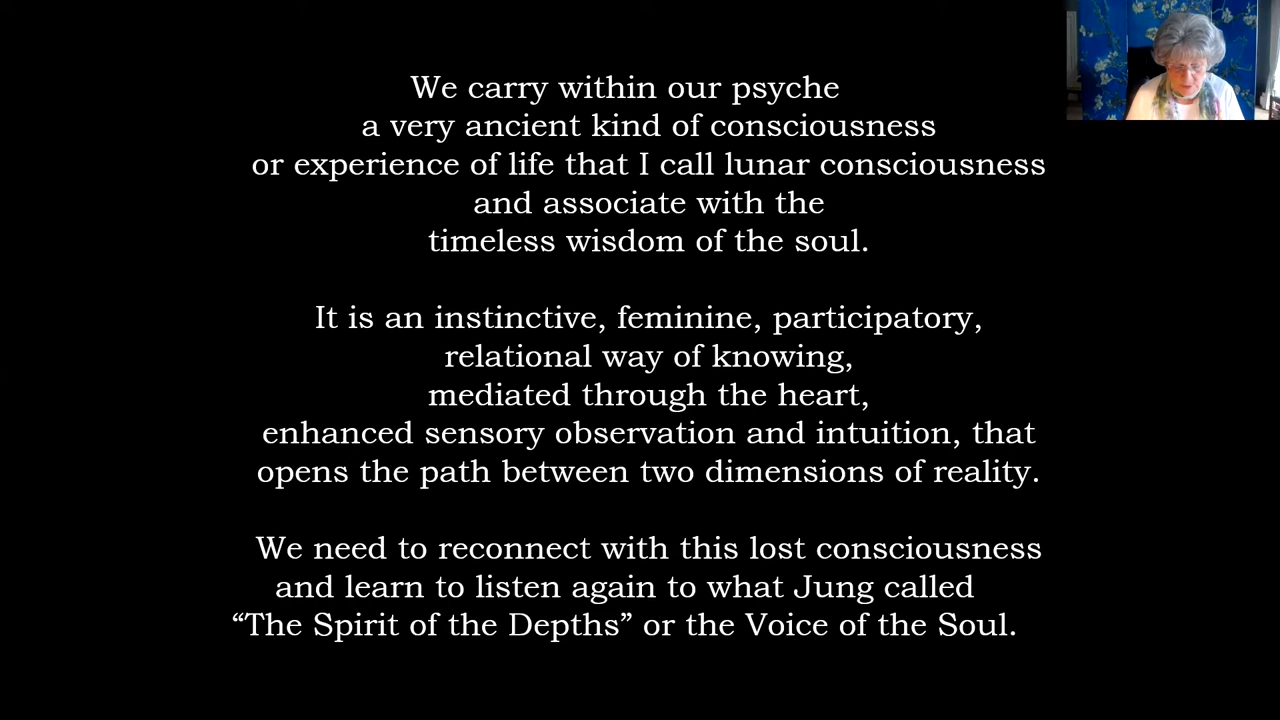 We carry within our psyche
a very ancient kind of consciousness
or experience of life that I call lunar consciousness
and associate with the
timeless wisdom of the soul.
It is an instinctive, feminine, participatory,
relational way of knowing,
mediated through the heart,
enhanced sensory observation and intuition, that
opens the path between two dimensions of reality.
We need to reconnect with this lost consciousness
and learn to listen again to what Jung called
“The Spirit of the Depths” or the Voice of the Soul.